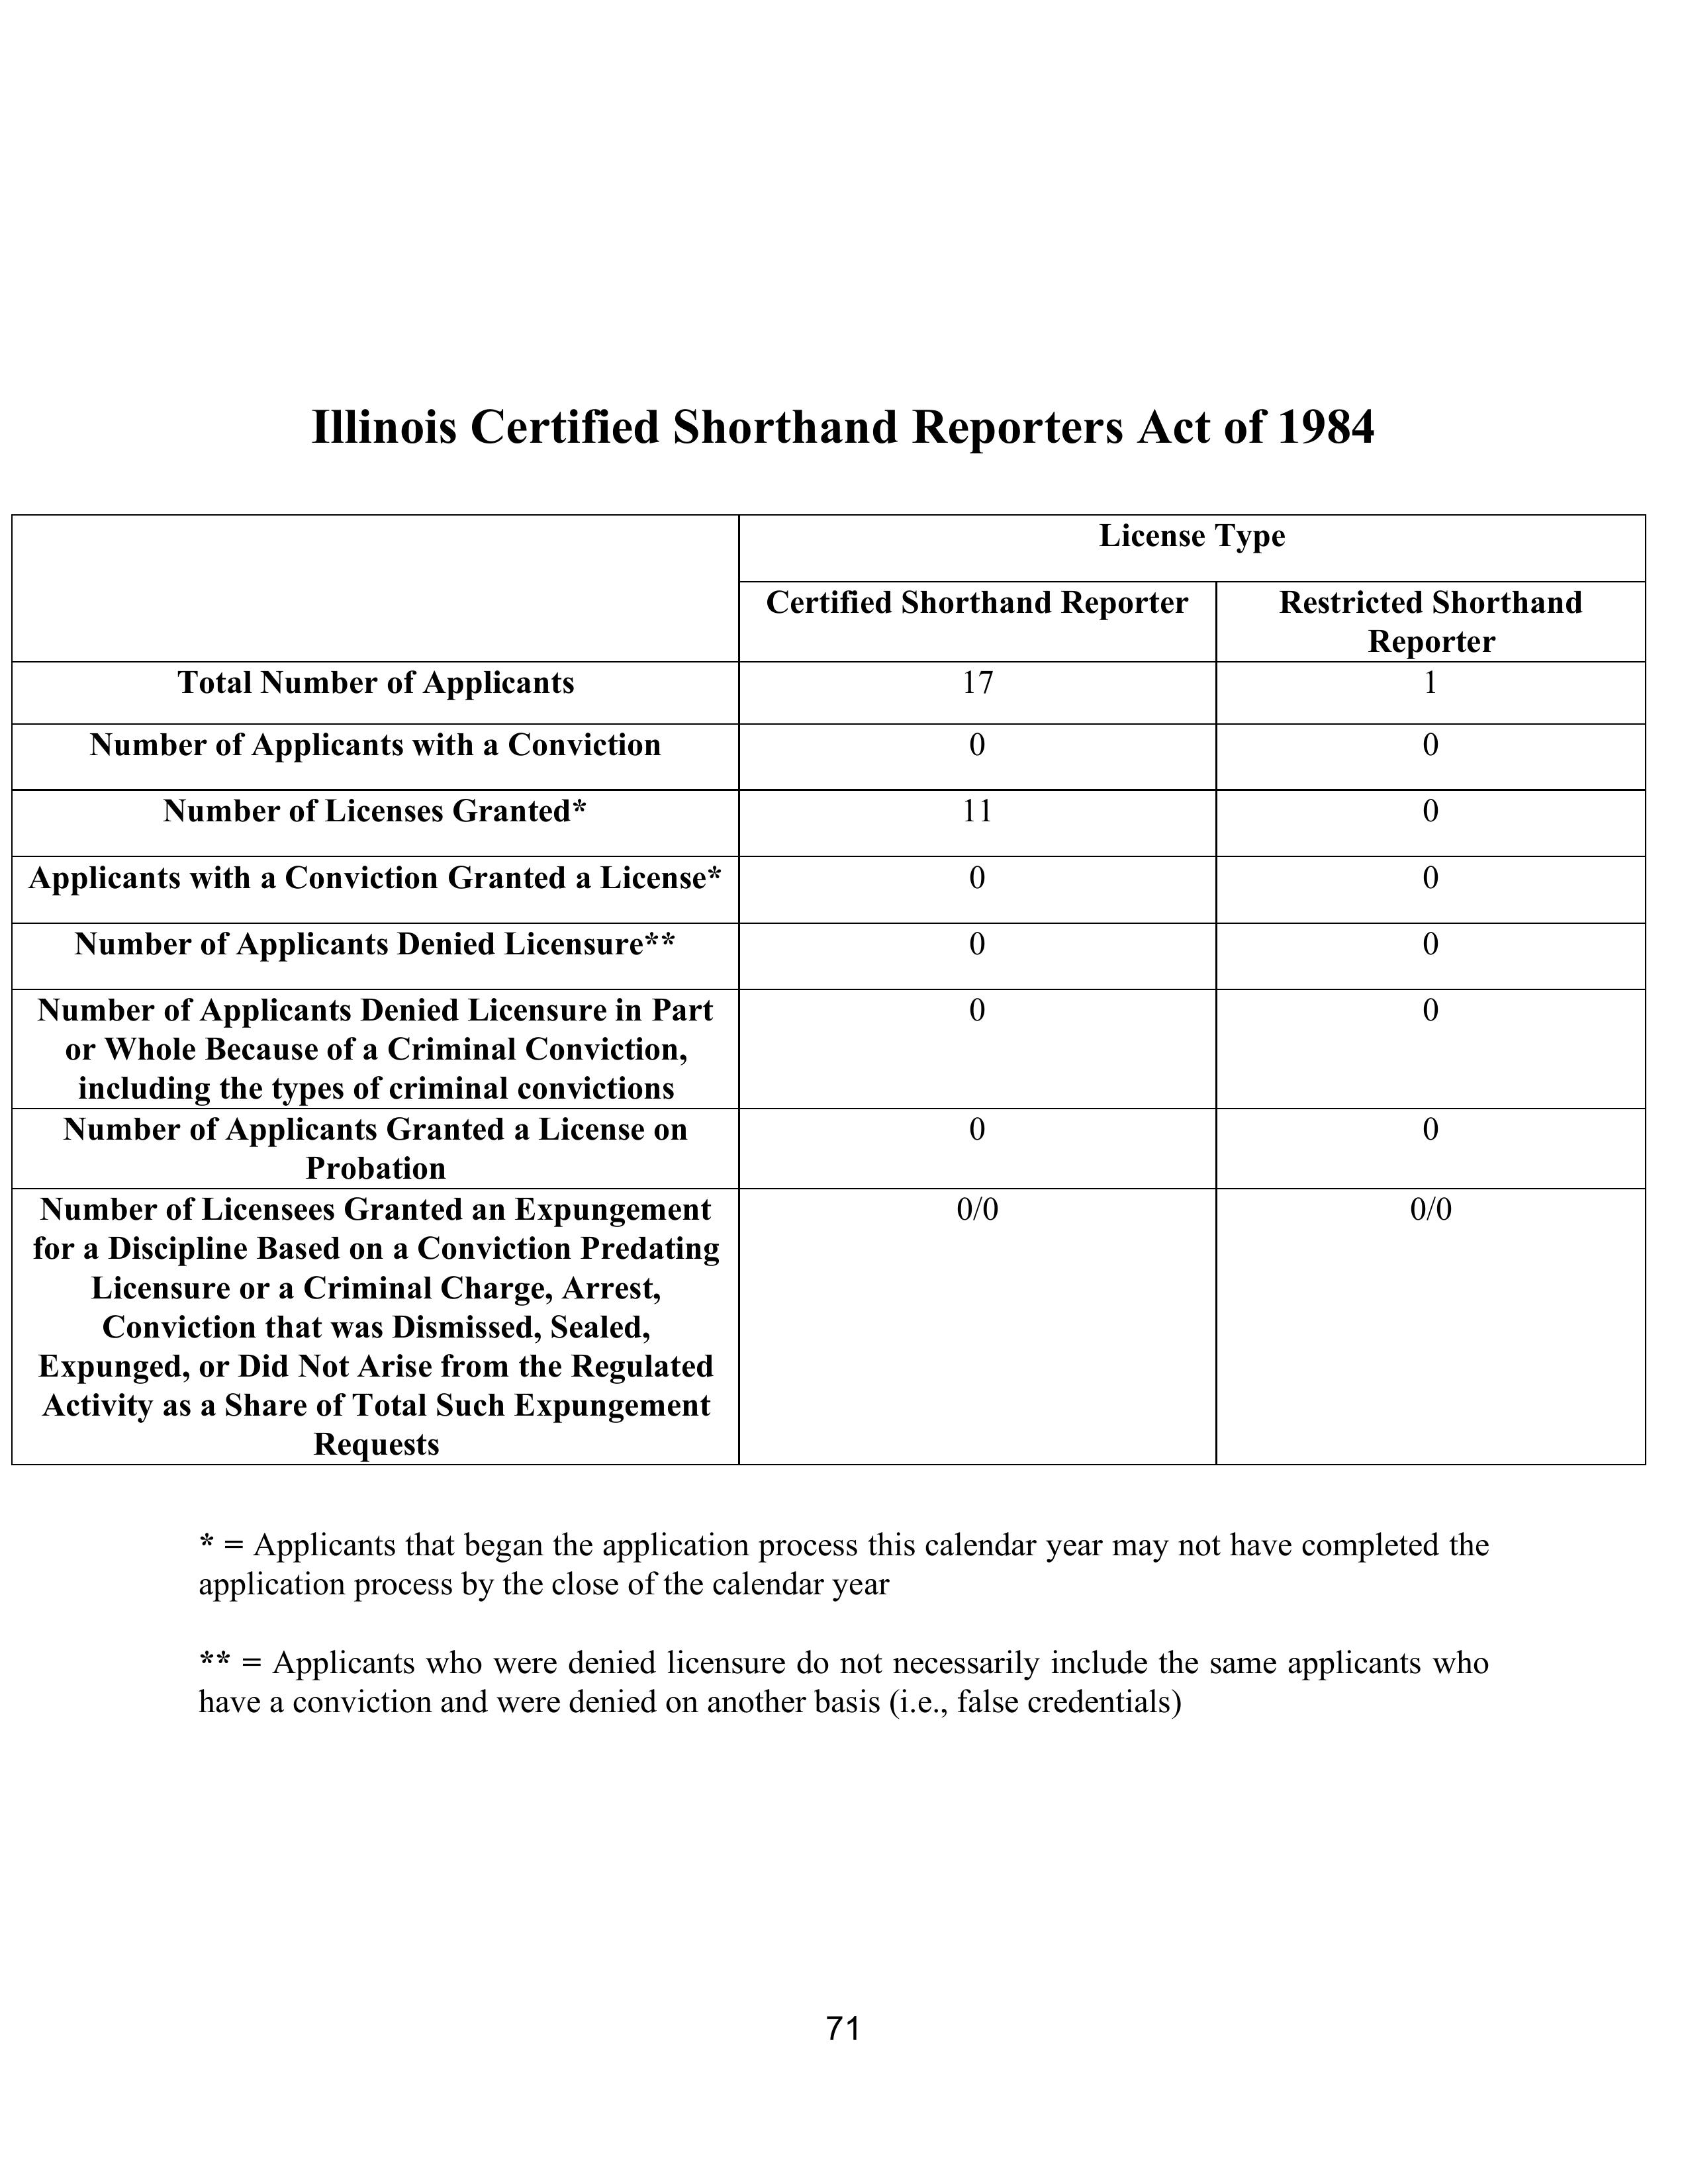 Illinois Certified Shorthand Reporters Act of 1984
License Type
Certified Shorthand Reporter
Restricted Shorthand
Reporter
Total Number of Applicants
17
1
Number of Applicants with a Conviction
0
0
Number of Licenses Granted*
11
0
Applicants with a Conviction Granted a License*
0
0
Number of Applicants Denied Licensure**
0
0
Number of Applicants Denied Licensure in Part
or Whole Because of a Criminal Conviction,
including the types of criminal convictions
0
0
Number of Applicants Granted a License on
Probation
0
0
Number of Licensees Granted an Expungement
for a Discipline Based on a Conviction Predating
Licensure or a Criminal Charge, Arrest,
Conviction that was Dismissed, Sealed,
Expunged, or Did Not Arise from the Regulated
Activity as a Share of Total Such Expungement
Requests
0/0
0/0
* = Applicants that began the application process this calendar year may not have completed the
application process by the close of the calendar year
** = Applicants who were denied licensure do not necessarily include the same applicants who
have a conviction and were denied on another basis (i.e., false credentials)
71